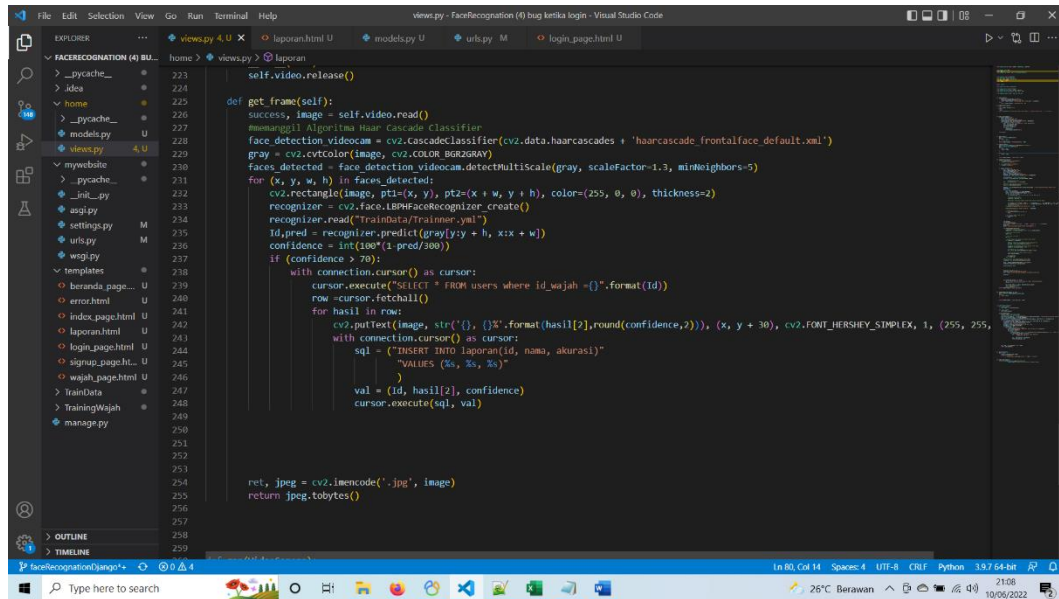 File Edit Selection View Go Run Terminal Help
views.py - FaceRecognation (4) bug ketika login - Visual Studio Code
EXPLORER
views.py 4, U
laporan.html U
models.py U
urls.py M
login_page.html U
FACERECOGNATION (4) BU...
home > views.py > laporan
> __pycache__
> .idea
home
> __pycache__
models.py U
views.py 4, U
mywebsite
> __pycache__
__init__.py
asgi.py
settings.py M
urls.py M
wsgi.py
templates
beranda_page.... U
error.html U
index_page.html U
laporan.html U
login_page.html U
signup_page.ht... U
wajah_page.html U
> TrainData
> TrainingWajah
manage.py
> OUTLINE
> TIMELINE
148
1
223 self.video.release()
224
225 def get_frame(self):
226 success, image = self.video.read()
227 #memanggil Algoritma Haar Cascade Classifier
228 face_detection_videocam = cv2.CascadeClassifier(cv2.data.haarcascades + 'haarcascade_frontalface_default.xml')
229 gray = cv2.cvtColor(image, cv2.COLOR_BGR2GRAY)
230 faces_detected = face_detection_videocam.detectMultiScale(gray, scaleFactor=1.3, minNeighbors=5)
231 for (x, y, w, h) in faces_detected:
232 cv2.rectangle(image, pt1=(x, y), pt2=(x + w, y + h), color=(255, 0, 0), thickness=2)
233 recognizer = cv2.face.LBPHFaceRecognizer_create()
234 recognizer.read("TrainData/Trainner.yml")
235 Id,pred = recognizer.predict(gray[y:y + h, x:x + w])
236 confidence = int(100*(1-pred/300))
237 if (confidence > 70):
238 with connection.cursor() as cursor:
239 cursor.execute("SELECT * FROM users where id_wajah ={}".format(Id))
240 row =cursor.fetchall()
241 for hasil in row:
242 cv2.putText(image, str('{}, {}%'.format(hasil[2],round(confidence,2))), (x, y + 30), cv2.FONT_HERSHEY_SIMPLEX, 1, (255, 255,
243 with connection.cursor() as cursor:
244 sql = ("INSERT INTO laporan(id, nama, akurasi)"
245 "VALUES (%s, %s, %s)"
246 )
247 val = (Id, hasil[2], confidence)
248 cursor.execute(sql, val)
249
250
251
252
253
254 ret, jpeg = cv2.imencode('.jpg', image)
255 return jpeg.tobytes()
256
257
258
259
faceRecognationDjango*+ 0 4
Ln 80, Col 14 Spaces: 4 UTF-8 CRLF Python 3.9.7 64-bit
Type here to search
26°C Berawan
21:08
10/06/2022
2